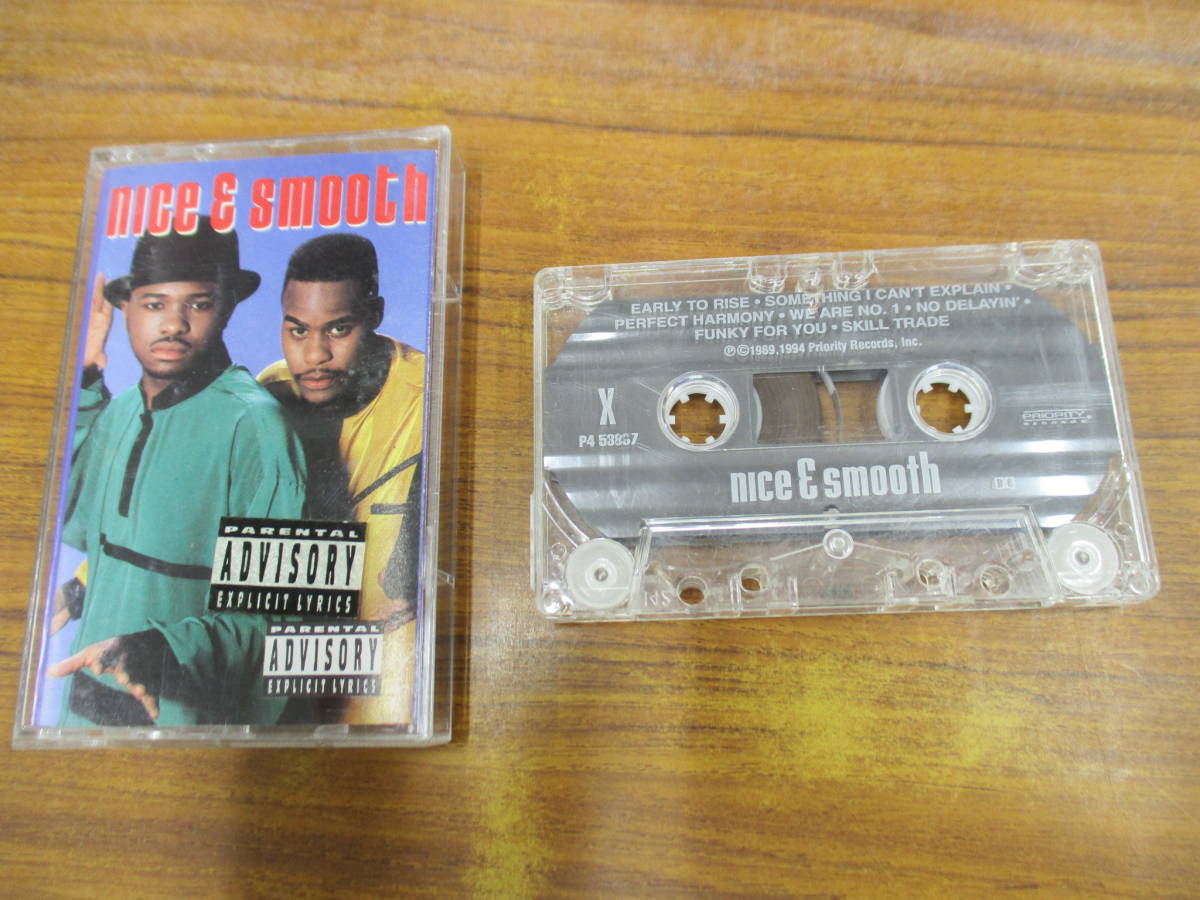 nice & smooth
PARENTAL
ADVISORY
EXPLICIT LYRICS
PARENTAL
ADVISORY
EXPLICIT LYRICS
EARLY TO RISE • SOMETHING I CAN'T EXPLAIN •
PERFECT HARMONY • WE ARE NO. 1 • NO DELAYIN' •
FUNKY FOR YOU • SKILL TRADE
℗©1989,1994 Priority Records, Inc.
X
PRIORITY
RECORDS
P4
nice & smooth